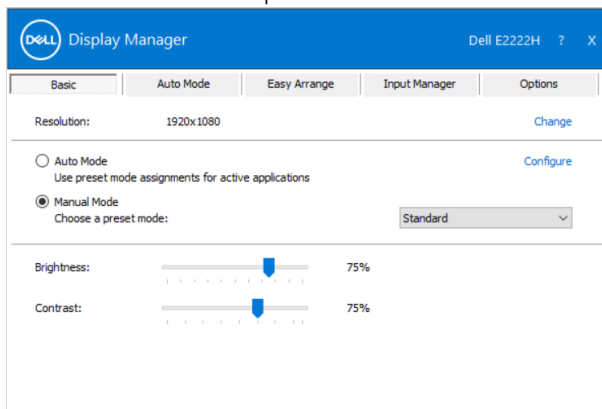 DELL Display Manager Dell E2222H ? X
Basic Auto Mode Easy Arrange Input Manager Options
Resolution: 1920x1080 Change
Auto Mode Configure
Use preset mode assignments for active applications
Manual Mode
Choose a preset mode: Standard
Brightness: 75%
Contrast: 75%